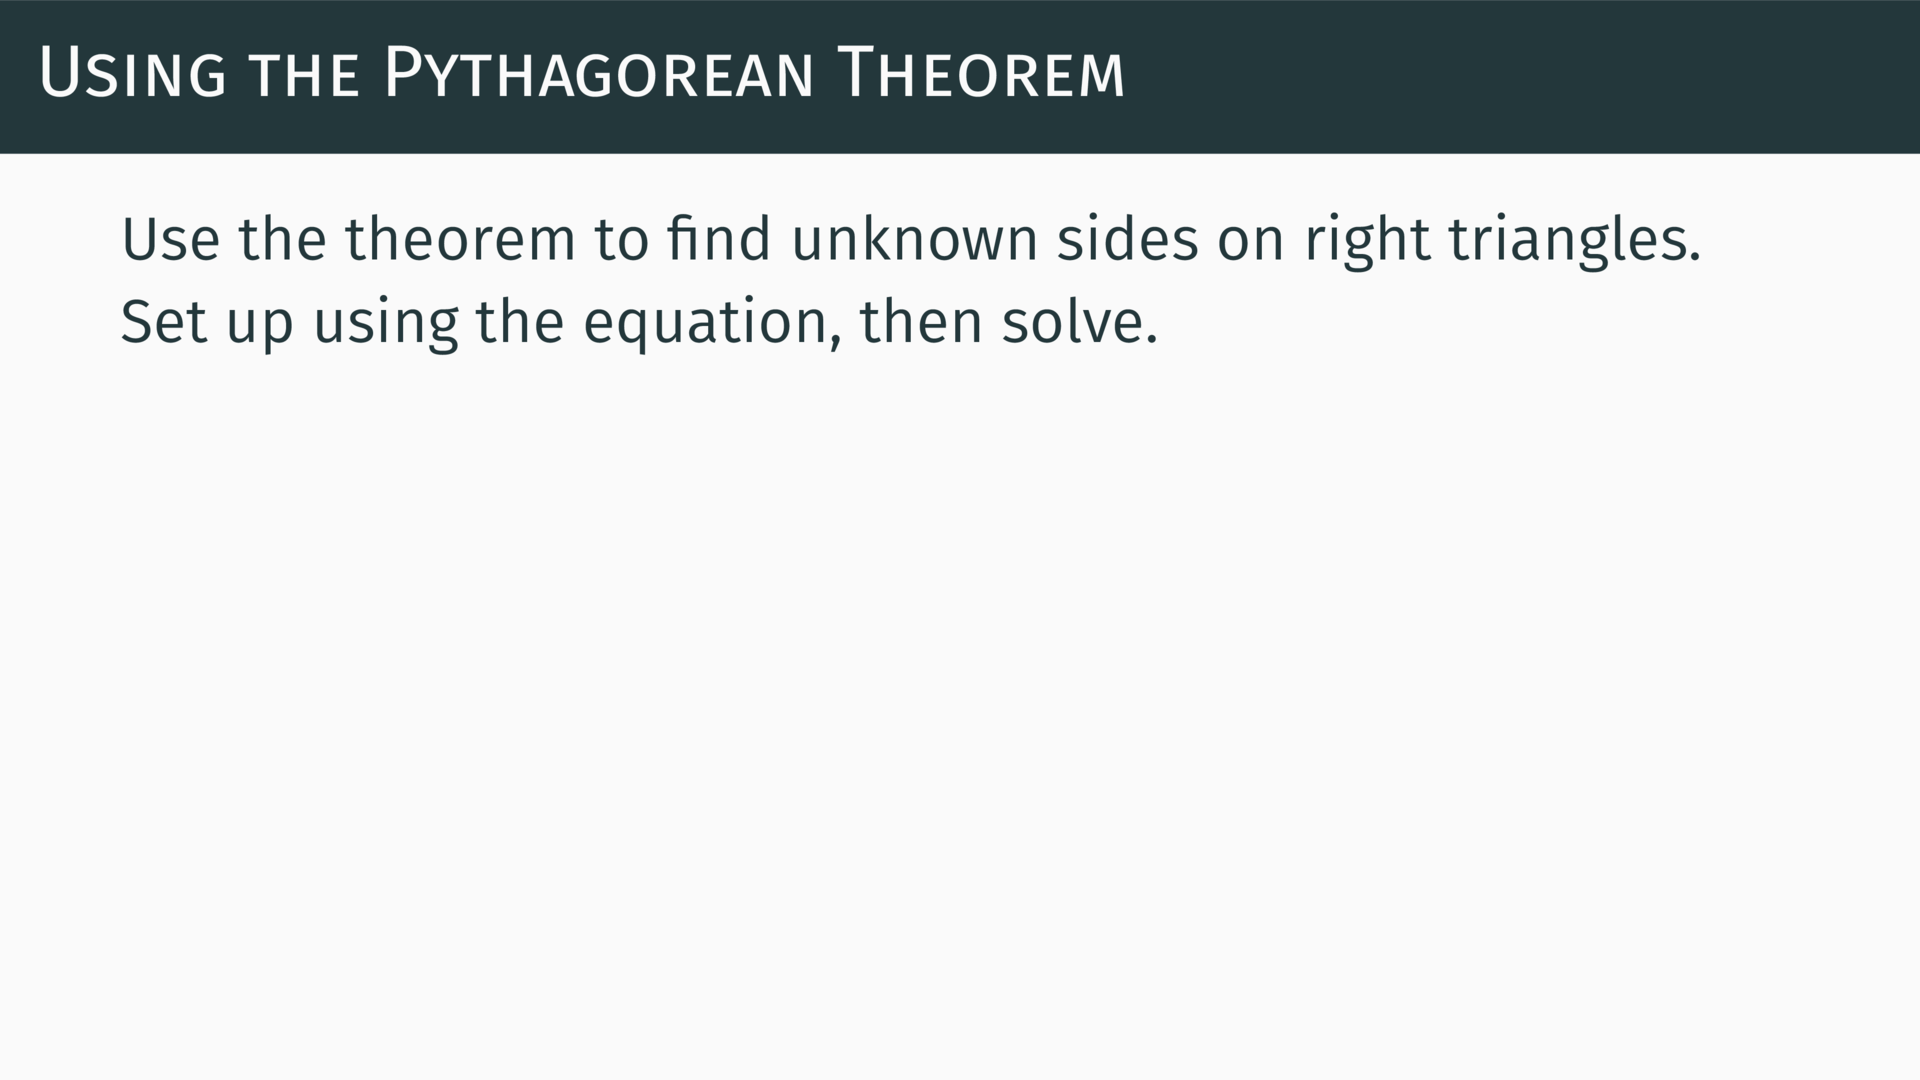 Using the Pythagorean Theorem
Use the theorem to find unknown sides on right triangles.
Set up using the equation, then solve.